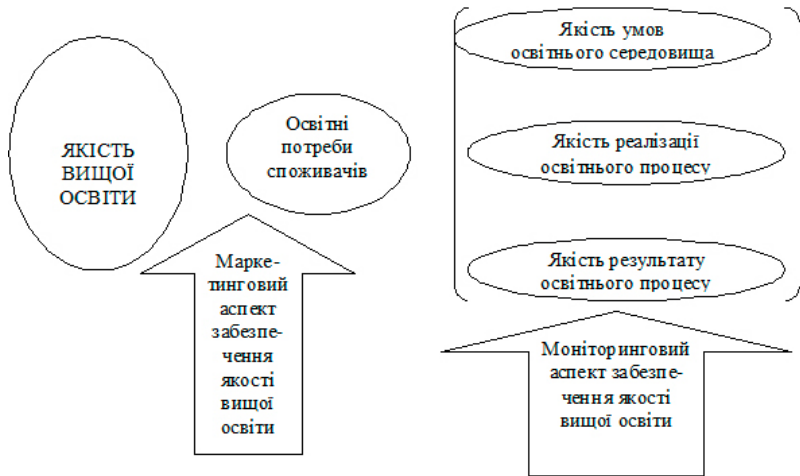 ЯКІСТЬ
ВИЩОЇ
ОСВІТИ
Освітні
потреби
споживачів
Якість умов
освітнього середовища
Якість реалізації
освітнього процесу
Якість результату
освітнього процесу
Марке-
тинговий
аспект
забезпе-
чення
якості
вищої
освіти
Моніторинговий
аспект забезпе-
чення якості
вищої освіти